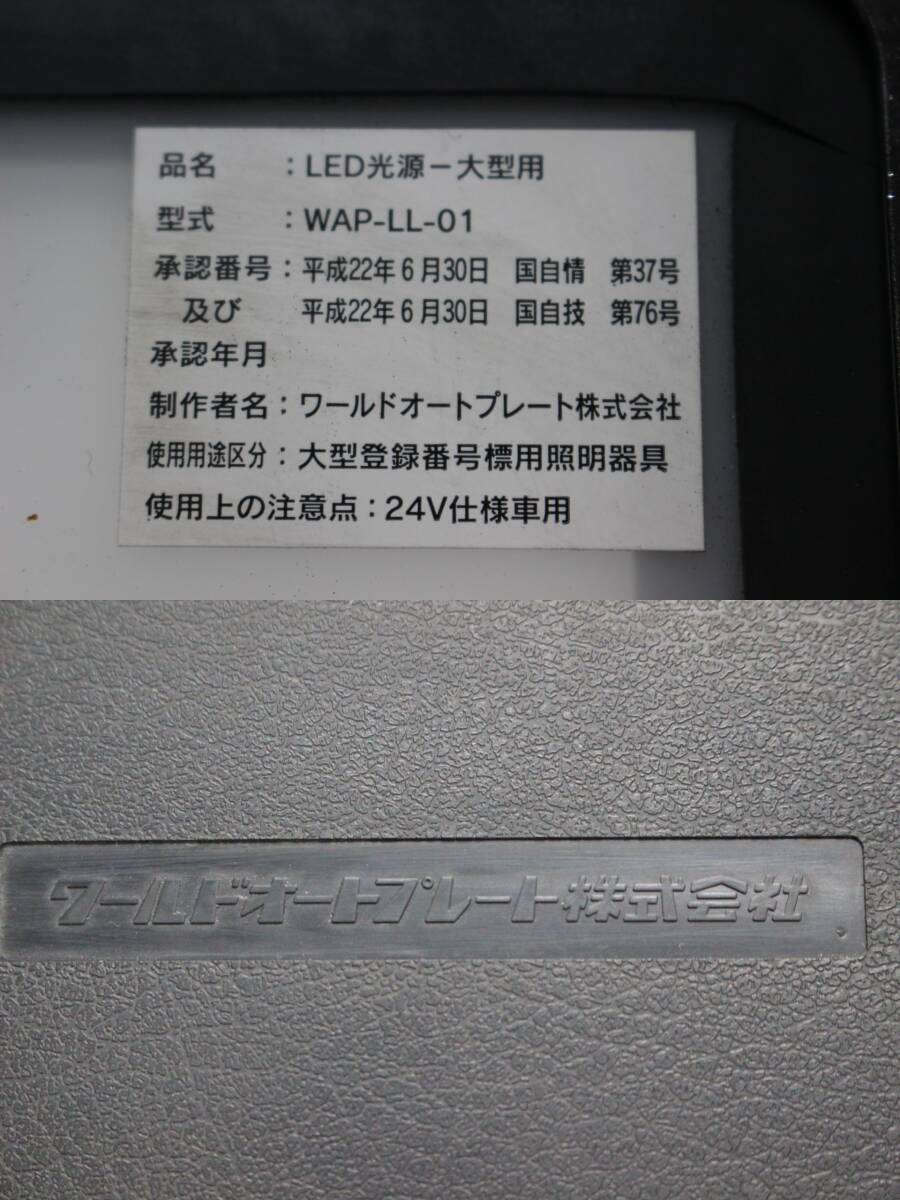 品名 : LED光源－大型用
型式 : WAP-LL-01
承認番号 : 平成22年6月30日 国自情 第37号
及び 平成22年6月30日 国自技 第76号
承認年月
制作者名 : ワールドオートプレート株式会社
使用用途区分 : 大型登録番号標用照明器具
使用上の注意点 : 24V仕様車用
ワールドオートプレート株式会社